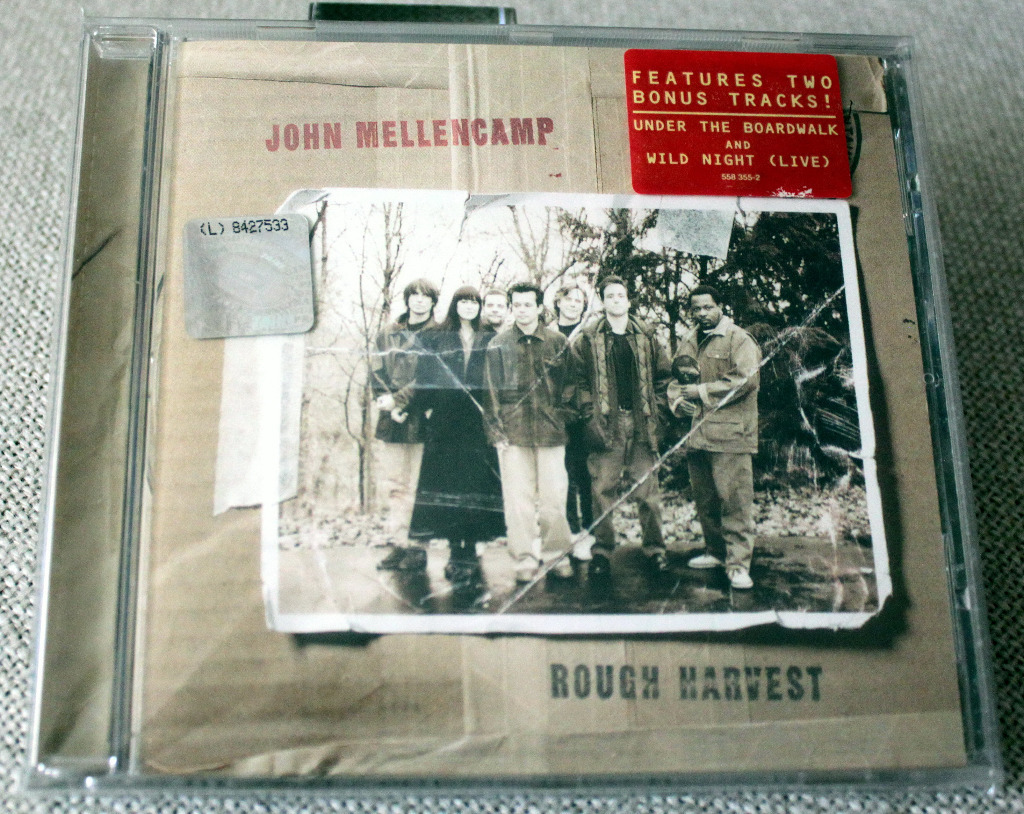 FEATURES TWO
BONUS TRACKS!
UNDER THE BOARDWALK
AND
WILD NIGHT (LIVE)
558 355-2
JOHN MELLENCAMP
(L) 8427533
ROUGH HARVEST